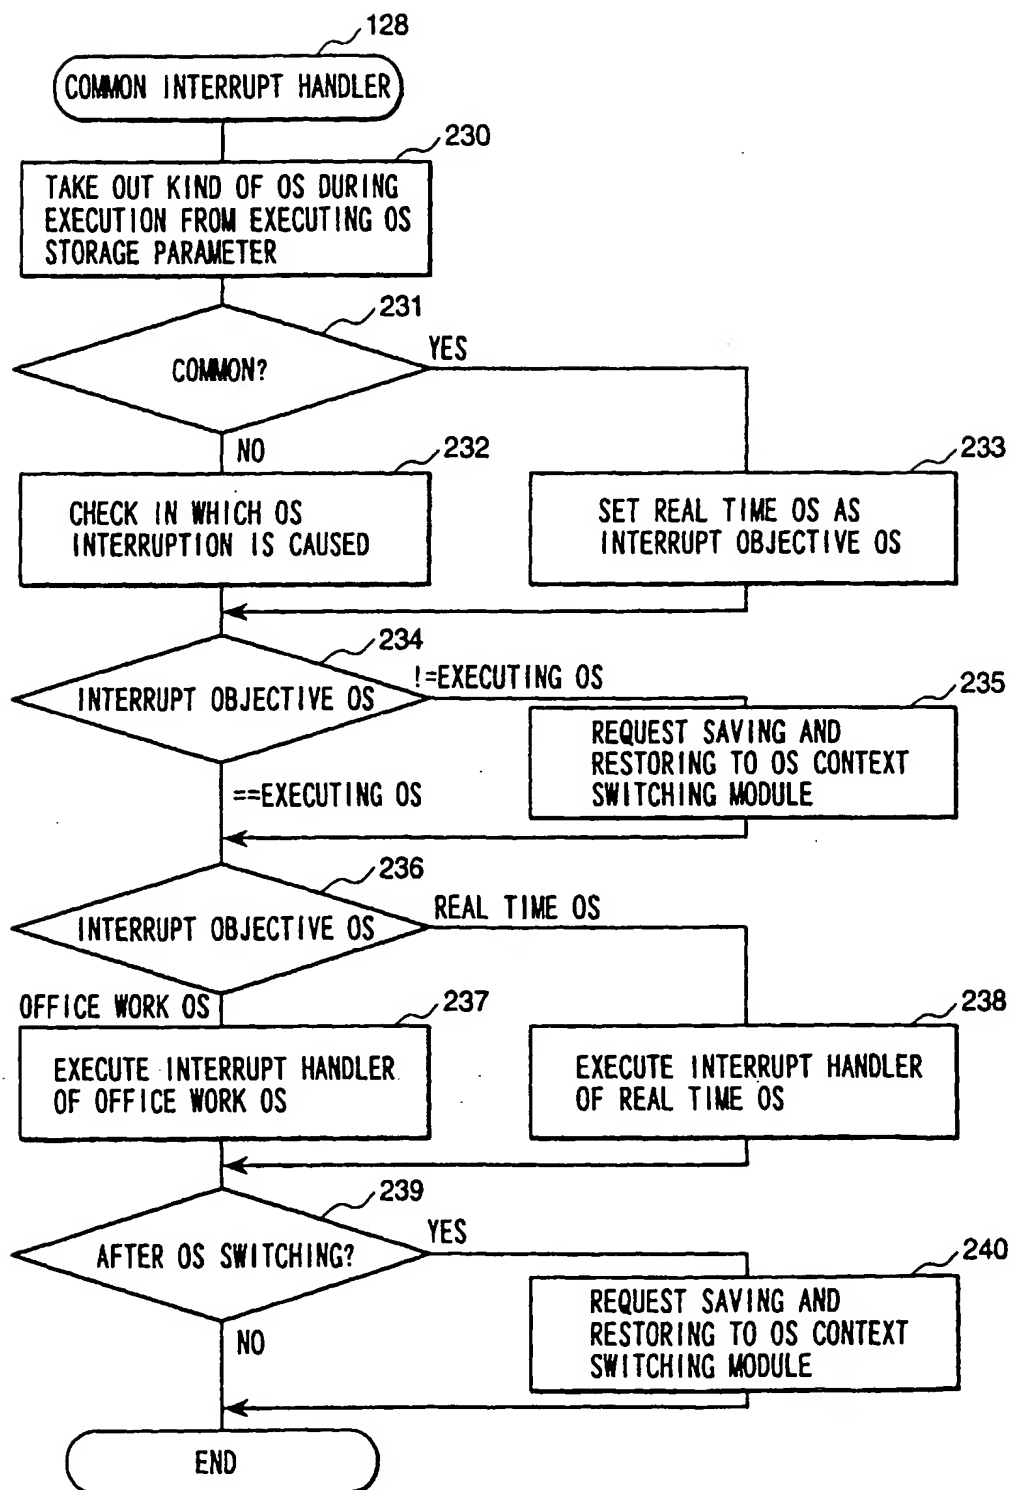 128
COMMON INTERRUPT HANDLER
230
TAKE OUT KIND OF OS DURING
EXECUTION FROM EXECUTING OS
STORAGE PARAMETER
231
COMMON?
YES
NO
232
CHECK IN WHICH OS
INTERRUPTION IS CAUSED
233
SET REAL TIME OS AS
INTERRUPT OBJECTIVE OS
234
INTERRUPT OBJECTIVE OS
!=EXECUTING OS
==EXECUTING OS
235
REQUEST SAVING AND
RESTORING TO OS CONTEXT
SWITCHING MODULE
236
INTERRUPT OBJECTIVE OS
REAL TIME OS
OFFICE WORK OS
237
EXECUTE INTERRUPT HANDLER
OF OFFICE WORK OS
238
EXECUTE INTERRUPT HANDLER
OF REAL TIME OS
239
AFTER OS SWITCHING?
YES
NO
240
REQUEST SAVING AND
RESTORING TO OS CONTEXT
SWITCHING MODULE
END